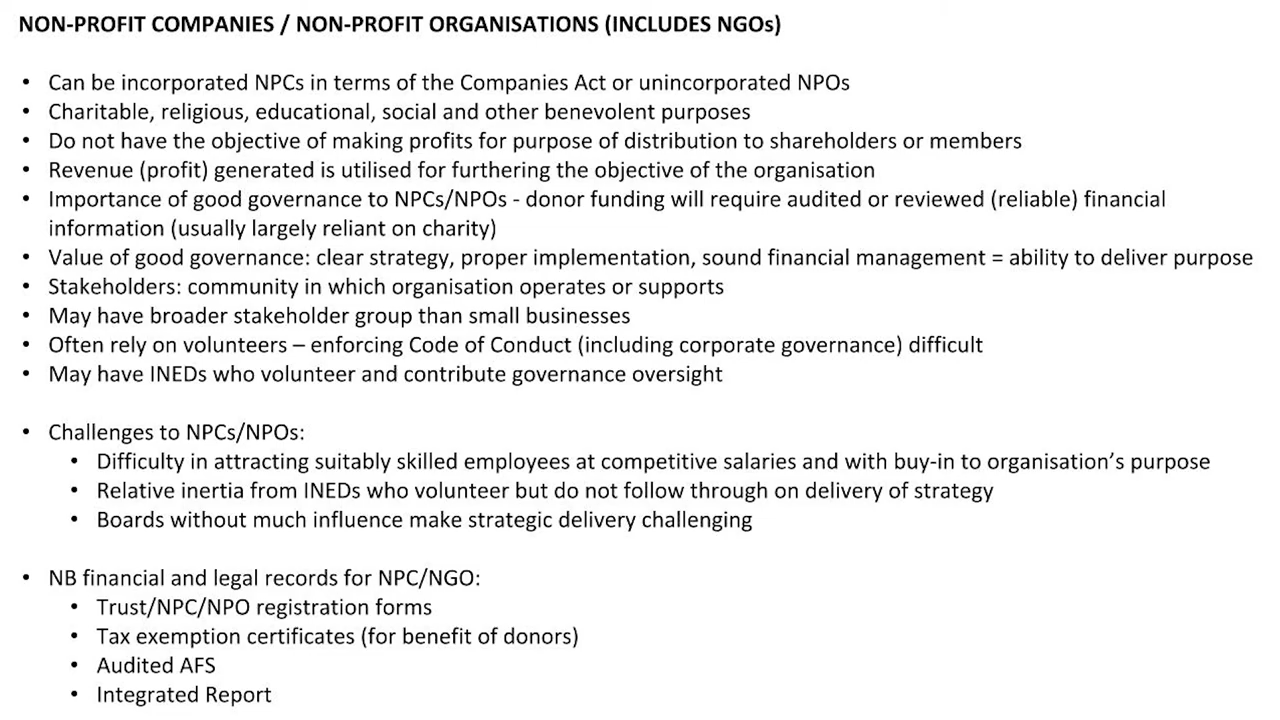 NON-PROFIT COMPANIES / NON-PROFIT ORGANISATIONS (INCLUDES NGOs)
• Can be incorporated NPCs in terms of the Companies Act or unincorporated NPOs
• Charitable, religious, educational, social and other benevolent purposes
• Do not have the objective of making profits for purpose of distribution to shareholders or members
• Revenue (profit) generated is utilised for furthering the objective of the organisation
• Importance of good governance to NPCs/NPOs - donor funding will require audited or reviewed (reliable) financial
information (usually largely reliant on charity)
• Value of good governance: clear strategy, proper implementation, sound financial management = ability to deliver purpose
• Stakeholders: community in which organisation operates or supports
• May have broader stakeholder group than small businesses
• Often rely on volunteers – enforcing Code of Conduct (including corporate governance) difficult
• May have INEDs who volunteer and contribute governance oversight
• Challenges to NPCs/NPOs:
• Difficulty in attracting suitably skilled employees at competitive salaries and with buy-in to organisation's purpose
• Relative inertia from INEDs who volunteer but do not follow through on delivery of strategy
• Boards without much influence make strategic delivery challenging
• NB financial and legal records for NPC/NGO:
• Trust/NPC/NPO registration forms
• Tax exemption certificates (for benefit of donors)
• Audited AFS
• Integrated Report